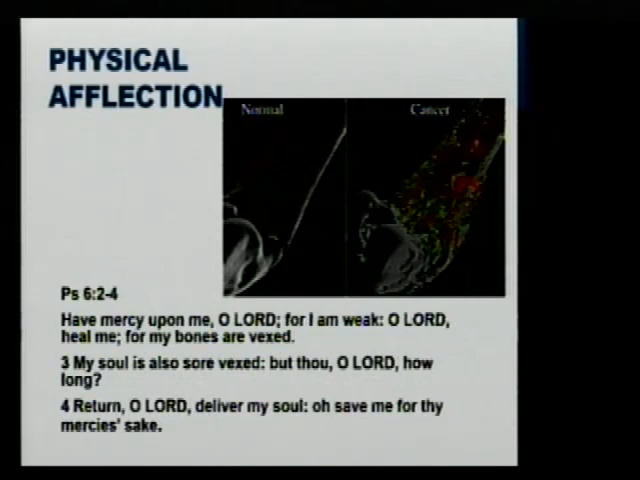 PHYSICAL
AFFLECTION
Normal
Cancer
Ps 6:2-4
Have mercy upon me, O LORD; for I am weak: O LORD,
heal me; for my bones are vexed.
3 My soul is also sore vexed: but thou, O LORD, how
long?
4 Return, O LORD, deliver my soul: oh save me for thy
mercies' sake.